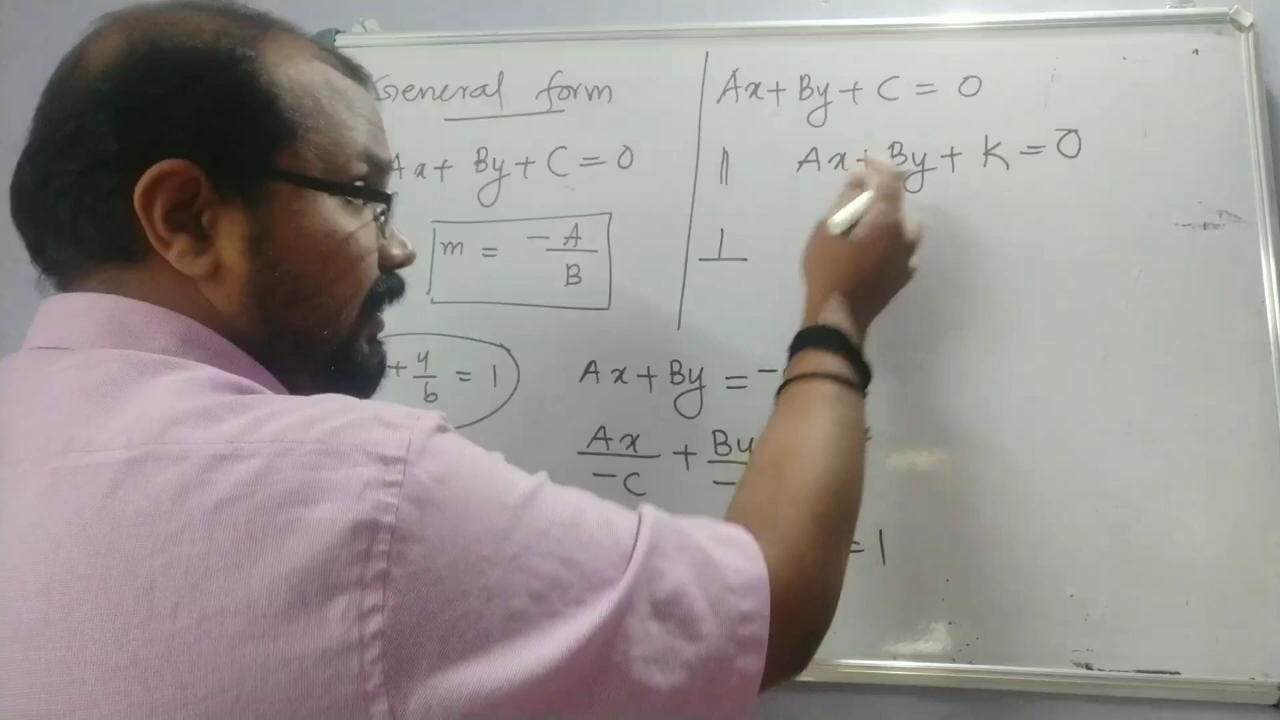 General form
Ax + By + C = 0
m = -A/B
+ y/b = 1
Ax + By + C = 0
|| Ax + By + K = 0
⊥
Ax + By = -
Ax/-C + By/-
= 1